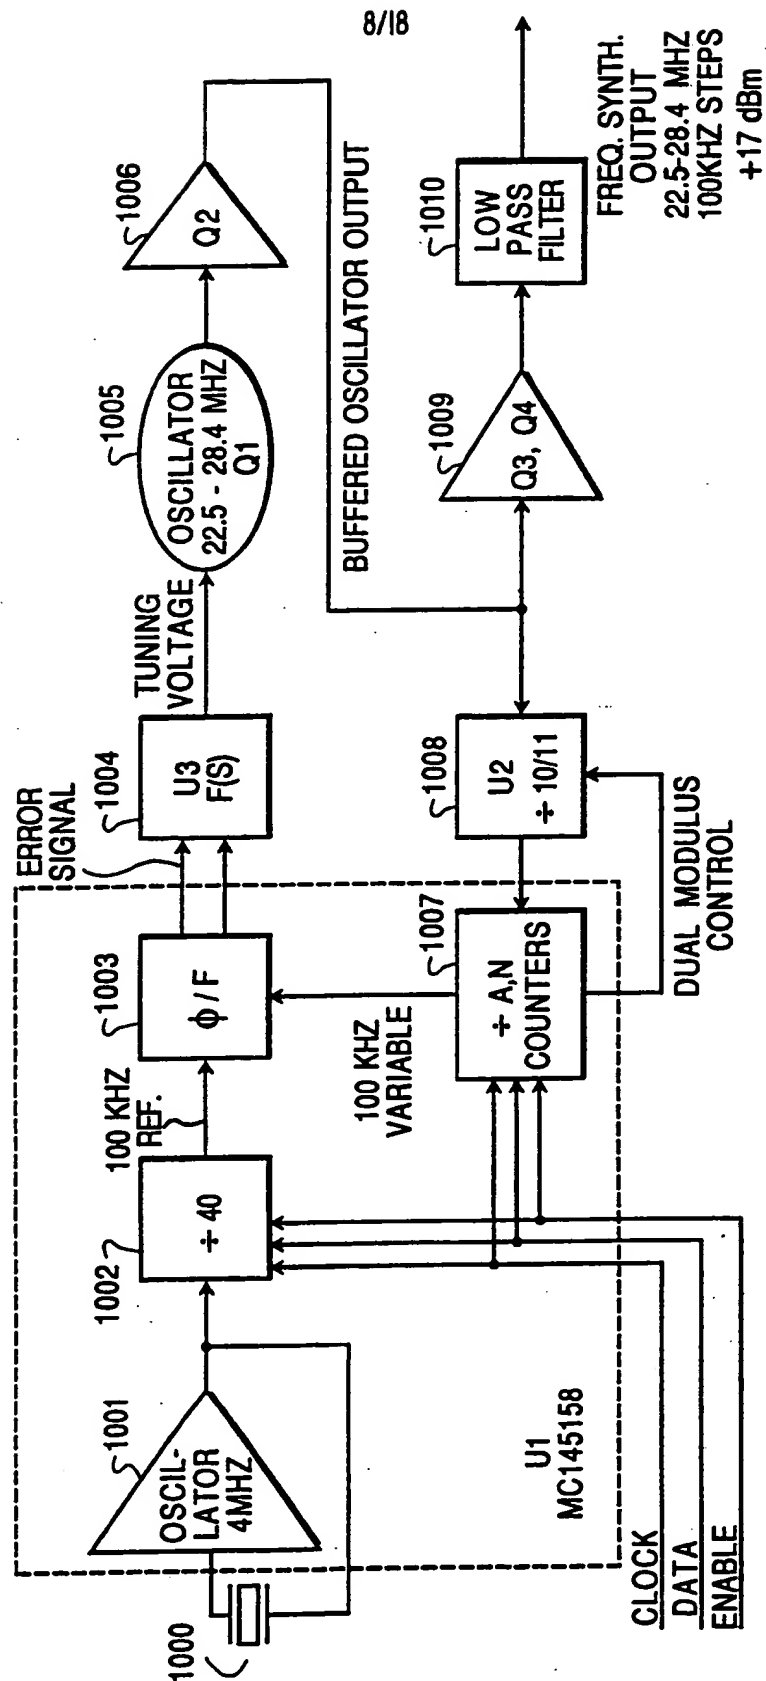 8/18
1000
1001
OSCIL-
LATOR
4MHZ
1002
÷ 40
100 KHZ
REF.
1003
Φ/F
ERROR
SIGNAL
1004
U3
F(S)
TUNING
VOLTAGE
1005
OSCILLATOR
22.5 - 28.4 MHZ
Q1
1006
Q2
BUFFERED OSCILLATOR OUTPUT
U1
MC145158
CLOCK
DATA
ENABLE
100 KHZ
VARIABLE
1007
÷ A,N
COUNTERS
DUAL MODULUS
CONTROL
1008
U2
÷ 10/11
1009
Q3, Q4
1010
LOW
PASS
FILTER
FREQ. SYNTH.
OUTPUT
22.5-28.4 MHZ
100KHZ STEPS
+17 dBm